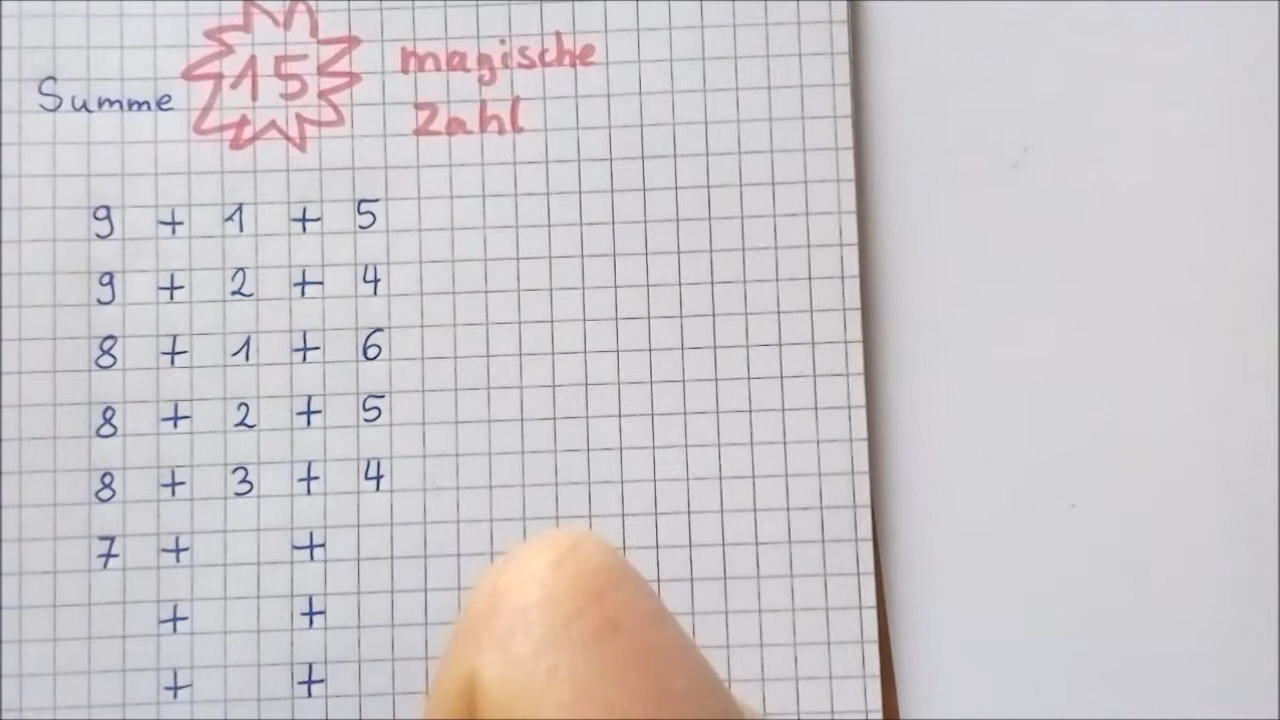 Summe 15 magische
Zahl
9 + 1 + 5
9 + 2 + 4
8 + 1 + 6
8 + 2 + 5
8 + 3 + 4
7 + +
+ +
+ +